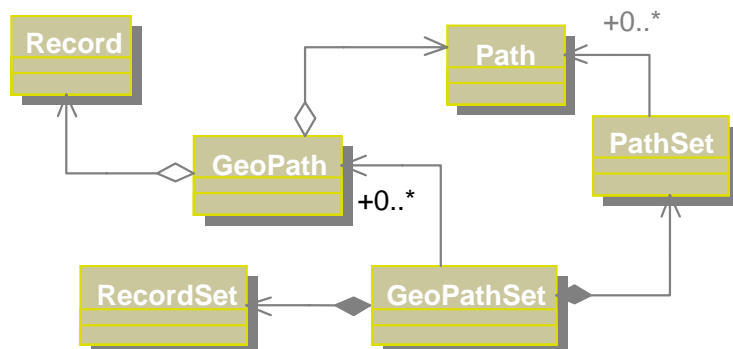 +0..*
Record
Path
PathSet
GeoPath
+0..*
RecordSet
GeoPathSet